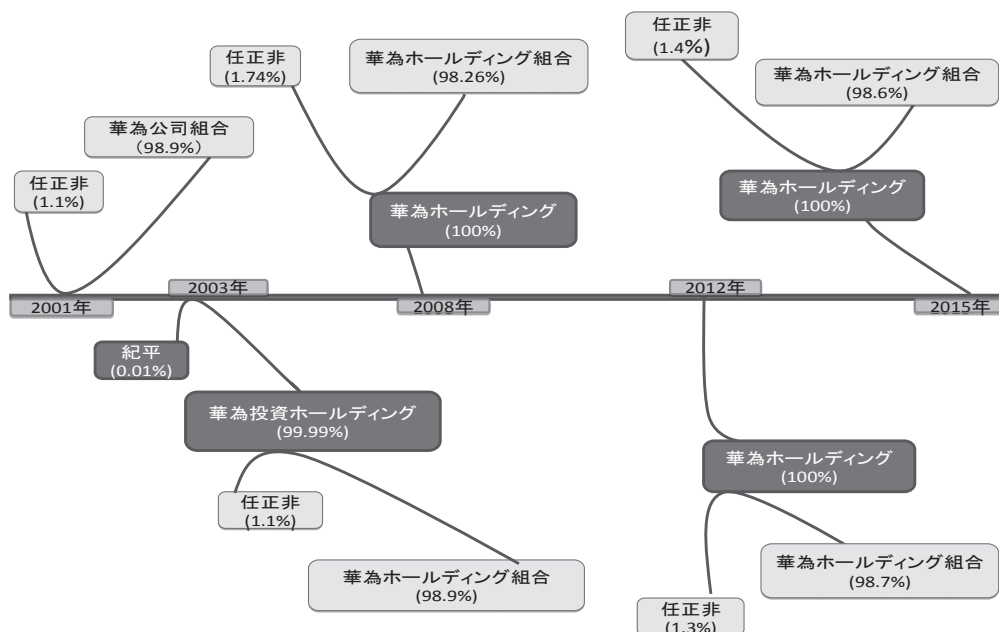 任正非
(1.74%)
華為ホールディング組合
(98.26%)
任正非
(1.4%)
華為ホールディング組合
(98.6%)
華為公司組合
（98.9%）
任正非
(1.1%)
華為ホールディング
(100%)
華為ホールディング
(100%)
2001年
2003年
2008年
2012年
2015年
紀平
(0.01%)
華為投資ホールディング
(99.99%)
任正非
(1.1%)
華為ホールディング組合
(98.9%)
華為ホールディング
(100%)
華為ホールディング組合
(98.7%)
任正非
(1.3%)